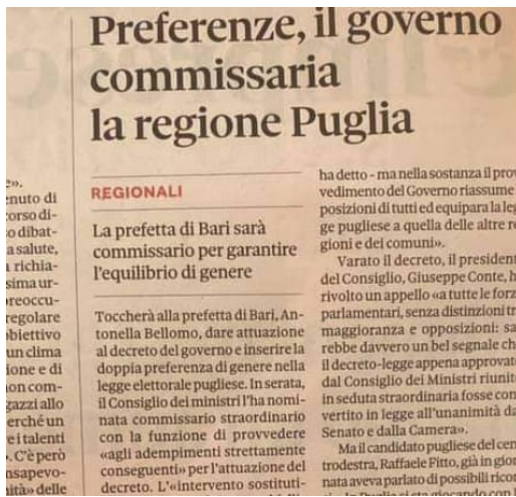 Preferenze, il governo
commissaria
la regione Puglia
REGIONALI
La prefetta di Bari sarà
commissario per garantire
l'equilibrio di genere
Toccherà alla prefetta di Bari, An-
tonella Bellomo, dare attuazione
al decreto del governo e inserire la
doppia preferenza di genere nella
legge elettorale pugliese. In serata,
il Consiglio dei ministri l'ha nomi-
nata commissario straordinario
con la funzione di provvedere
«agli adempimenti strettamente
conseguenti» per l'attuazione del
decreto. L'«intervento sostituti-
ha detto - ma nella sostanza il prov
vedimento del Governo riassume
posizioni di tutti ed equipara la leg
ge pugliese a quella delle altre re
gioni e dei comuni».
Varato il decreto, il president
del Consiglio, Giuseppe Conte, h
rivolto un appello «a tutte le forz
parlamentari, senza distinzioni tr
maggioranza e opposizioni: sa
rebbe davvero un bel segnale ch
il decreto-legge appena approvat
dal Consiglio dei Ministri riunit
in seduta straordinaria fosse con
vertito in legge all'unanimità da
Senato e dalla Camera».
Ma il candidato pugliese del cen
trodestra, Raffaele Fitto, già in gior
nata aveva parlato di possibili ricor